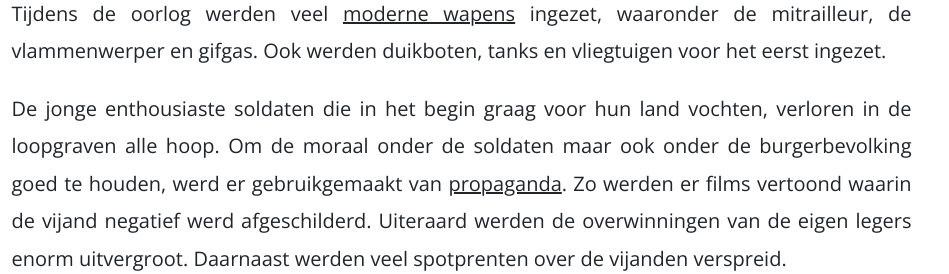 Tijdens de oorlog werden veel moderne wapens ingezet, waaronder de mitrailleur, de
vlammenwerper en gifgas. Ook werden duikboten, tanks en vliegtuigen voor het eerst ingezet.
De jonge enthousiaste soldaten die in het begin graag voor hun land vochten, verloren in de
loopgraven alle hoop. Om de moraal onder de soldaten maar ook onder de burgerbevolking
goed te houden, werd er gebruikgemaakt van propaganda. Zo werden er films vertoond waarin
de vijand negatief werd afgeschilderd. Uiteraard werden de overwinningen van de eigen legers
enorm uitvergroot. Daarnaast werden veel spotprenten over de vijanden verspreid.